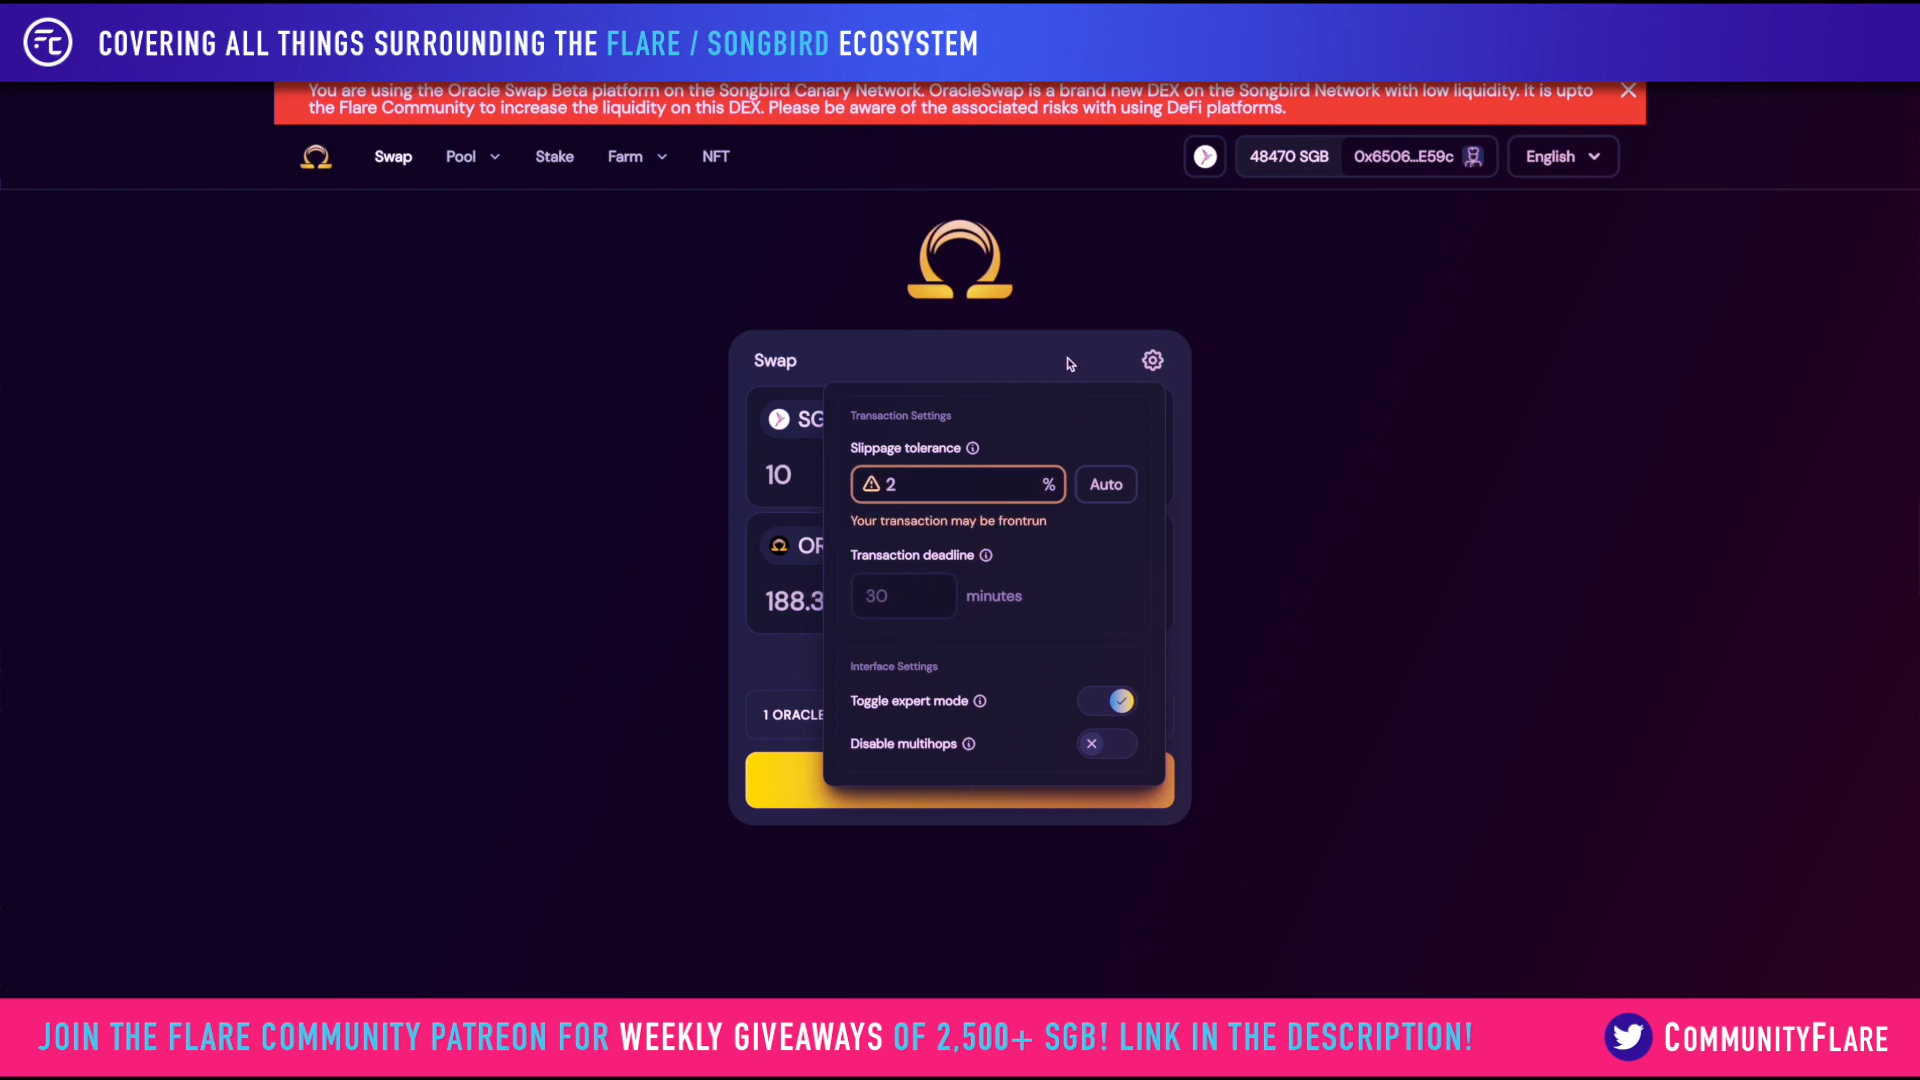 COVERING ALL THINGS SURROUNDING THE FLARE / SONGBIRD ECOSYSTEM
You are using the Oracle Swap Beta platform on the Songbird Canary Network. OracleSwap is a brand new DEX on the Songbird Network with low liquidity. It is upto
the Flare Community to increase the liquidity on this DEX. Please be aware of the associated risks with using DeFi platforms.
Swap Pool Stake Farm NFT 48470 SGB 0x6506...E59c English
Swap
Transaction Settings
SG
Slippage tolerance
10
2 % Auto
Your transaction may be frontrun
OR
Transaction deadline
188.3
30 minutes
Interface Settings
Toggle expert mode
1 ORACLE
Disable multihops
JOIN THE FLARE COMMUNITY PATREON FOR WEEKLY GIVEAWAYS OF 2,500+ SGB! LINK IN THE DESCRIPTION!
COMMUNITYFLARE